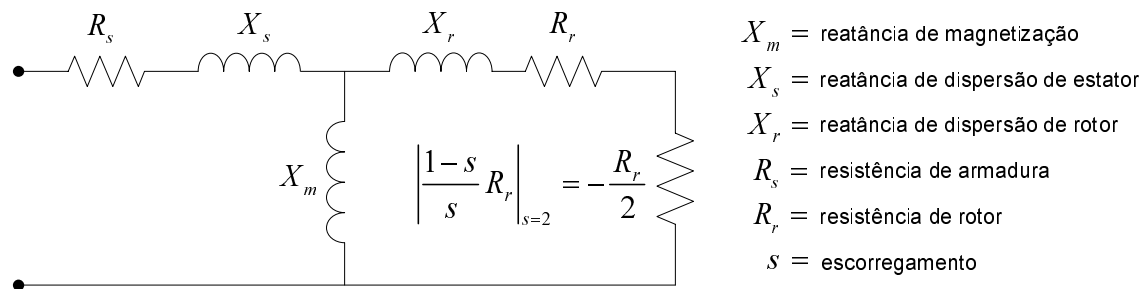 R_s
X_s
X_r
R_r
X_m
|1−s/s R_r|_{s=2} = −R_r/2
X_m = reatância de magnetização
X_s = reatância de dispersão de estator
X_r = reatância de dispersão de rotor
R_s = resistência de armadura
R_r = resistência de rotor
s = escorregamento